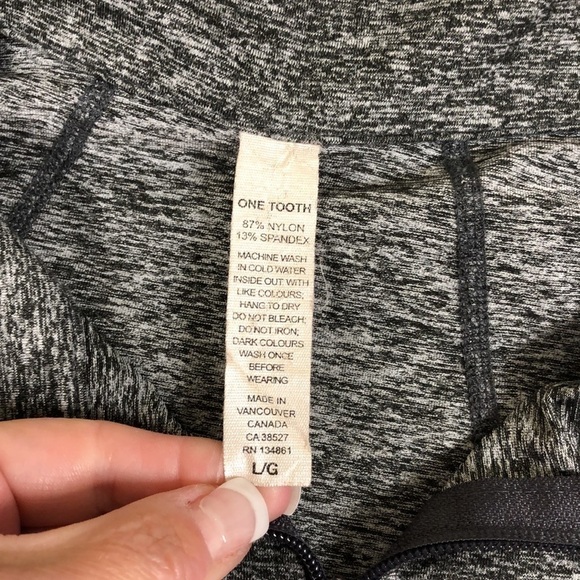 ONE TOOTH
87% NYLON
13% SPANDEX
MACHINE WASH
IN COLD WATER
INSIDE OUT WITH
LIKE COLOURS;
HANG TO DRY
DO NOT BLEACH;
DO NOT IRON;
DARK COLOURS
WASH ONCE
BEFORE
WEARING
MADE IN
VANCOUVER
CANADA
CA 38527
RN 134861
L/G